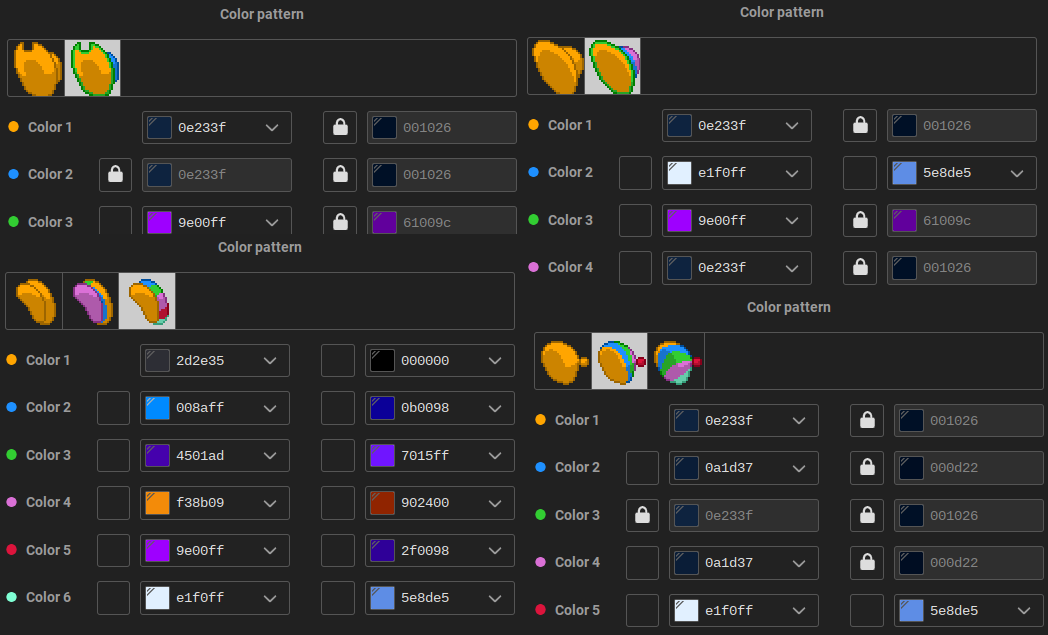 Color pattern
Color 1 0e233f 001026
Color 2 0e233f 001026
Color 3 9e00ff 61009c
Color pattern
Color 1 0e233f 001026
Color 2 e1f0ff 5e8de5
Color 3 9e00ff 61009c
Color 4 0e233f 001026
Color pattern
Color 1 2d2e35 000000
Color 2 008aff 0b0098
Color 3 4501ad 7015ff
Color 4 f38b09 902400
Color 5 9e00ff 2f0098
Color 6 e1f0ff 5e8de5
Color pattern
Color 1 0e233f 001026
Color 2 0a1d37 000d22
Color 3 0e233f 001026
Color 4 0a1d37 000d22
Color 5 e1f0ff 5e8de5